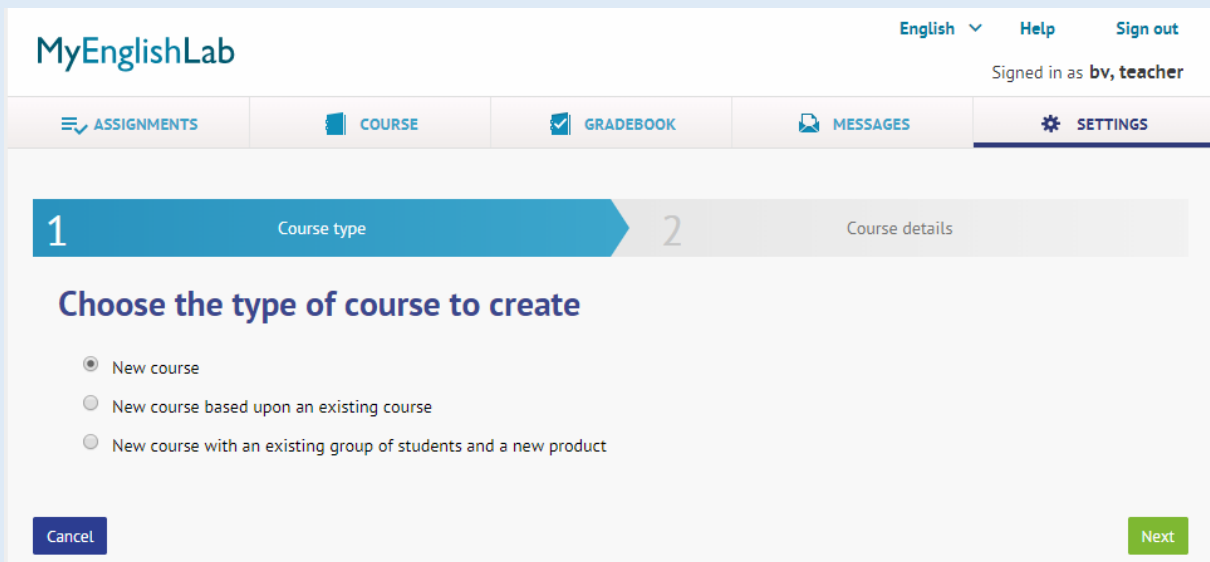 MyEnglishLab
English Help Sign out
Signed in as bv, teacher
ASSIGNMENTS COURSE GRADEBOOK MESSAGES SETTINGS
1 Course type 2 Course details
Choose the type of course to create
New course
New course based upon an existing course
New course with an existing group of students and a new product
Cancel Next